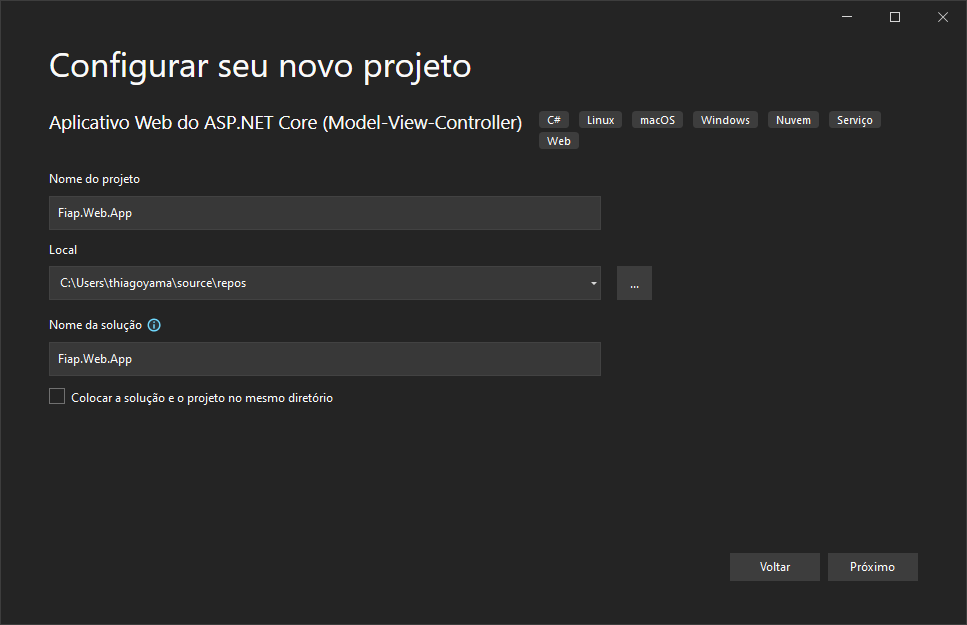 Configurar seu novo projeto
Aplicativo Web do ASP.NET Core (Model-View-Controller) C# Linux macOS Windows Nuvem Serviço
Web
Nome do projeto
Fiap.Web.App
Local
C:\Users\thiagoyama\source\repos ...
Nome da solução
Fiap.Web.App
Colocar a solução e o projeto no mesmo diretório
Voltar Próximo